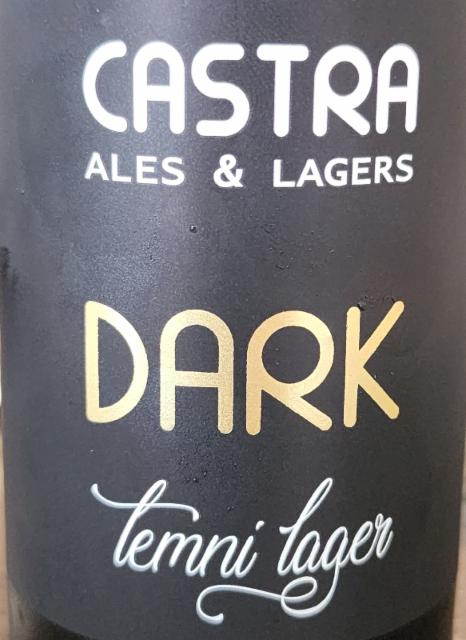 CASTRA
ALES & LAGERS
DARK
temni lager